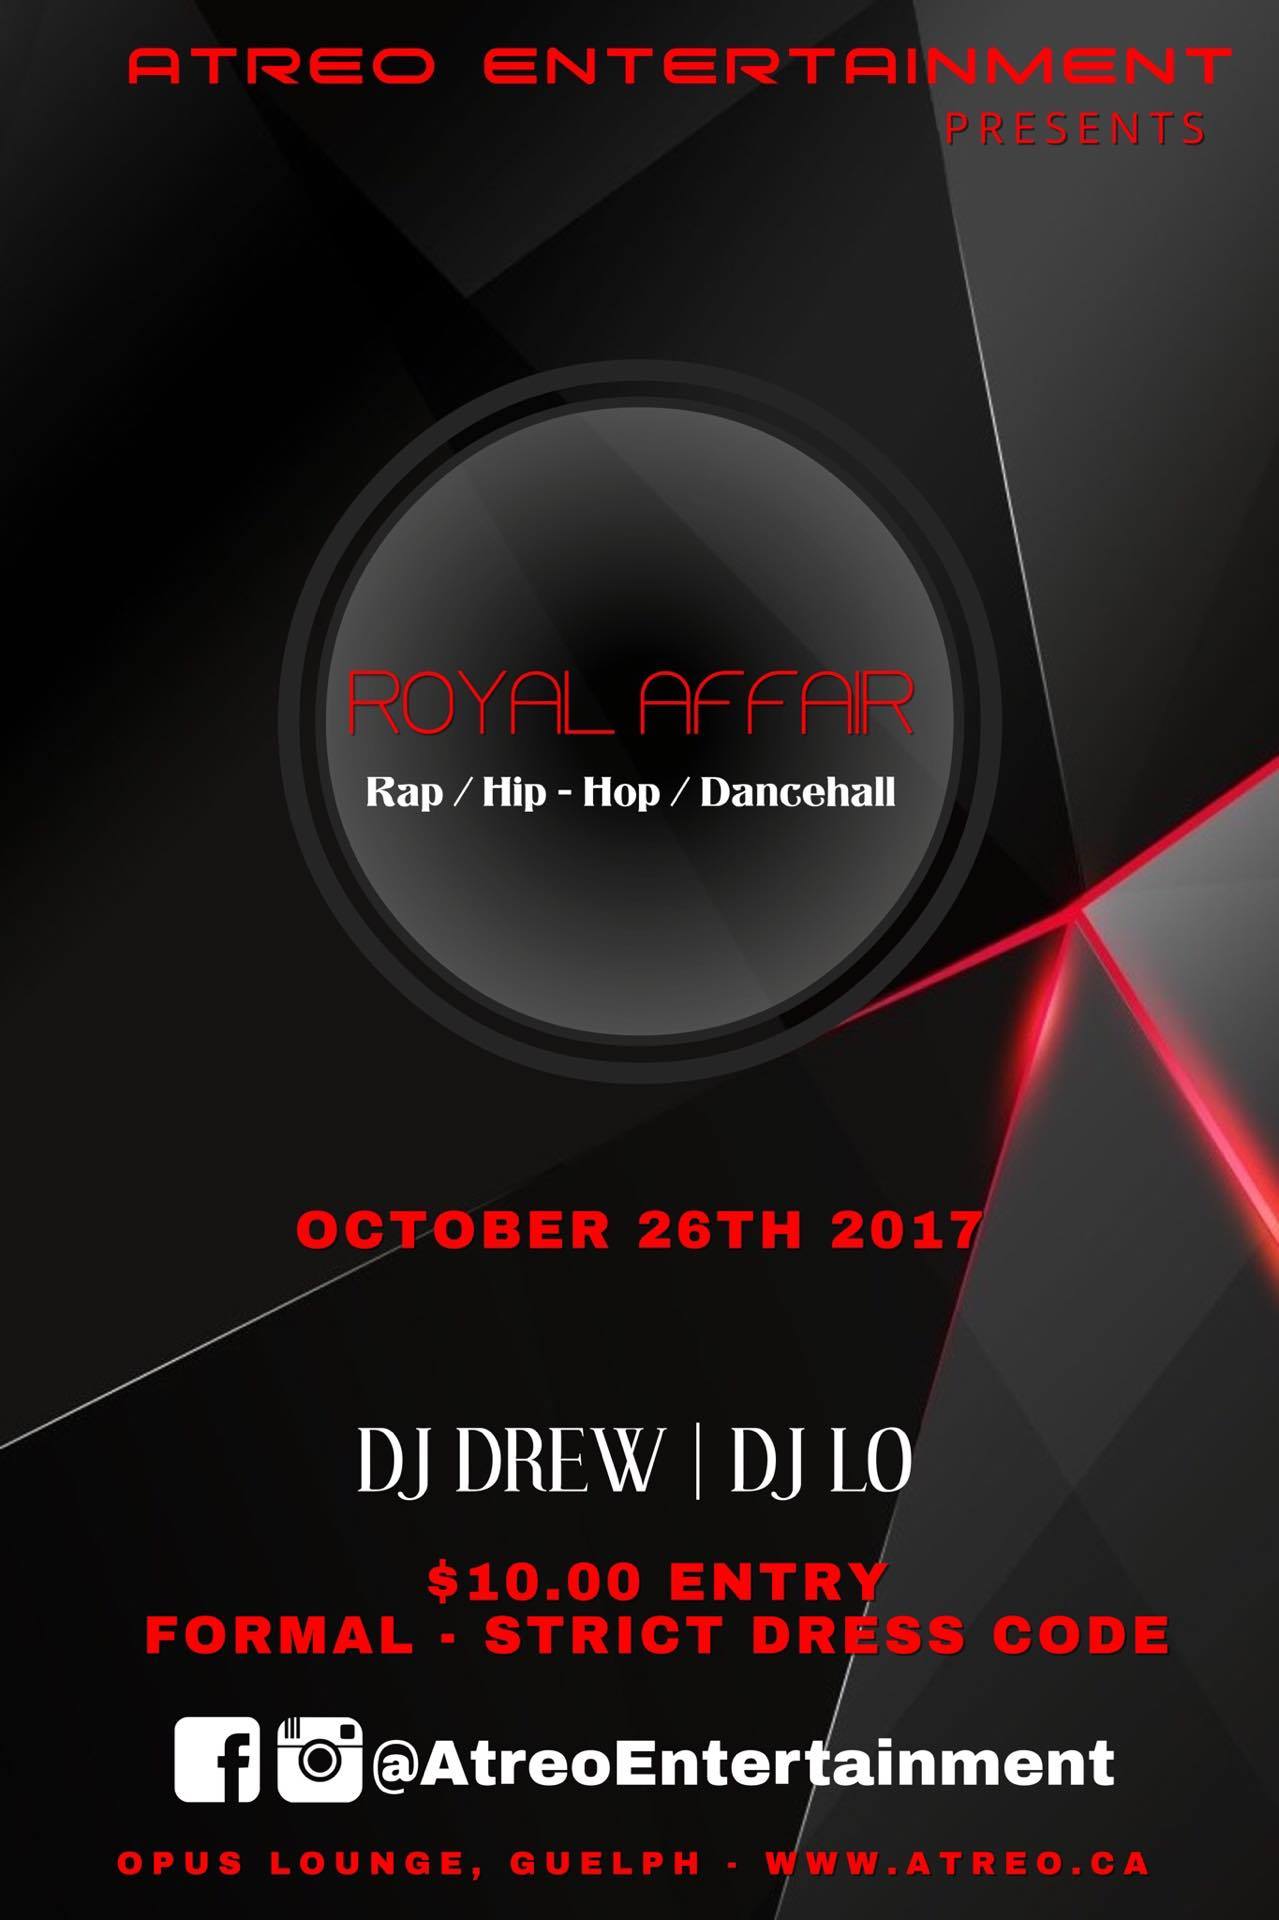 ATREO ENTERTAINMENT
PRESENTS
ROYAL AFFAIR
Rap / Hip - Hop / Dancehall
OCTOBER 26TH 2017
DJ DREW | DJ LO
$10.00 ENTRY
FORMAL - STRICT DRESS CODE
@AtreoEntertainment
OPUS LOUNGE, GUELPH - WWW.ATREO.CA